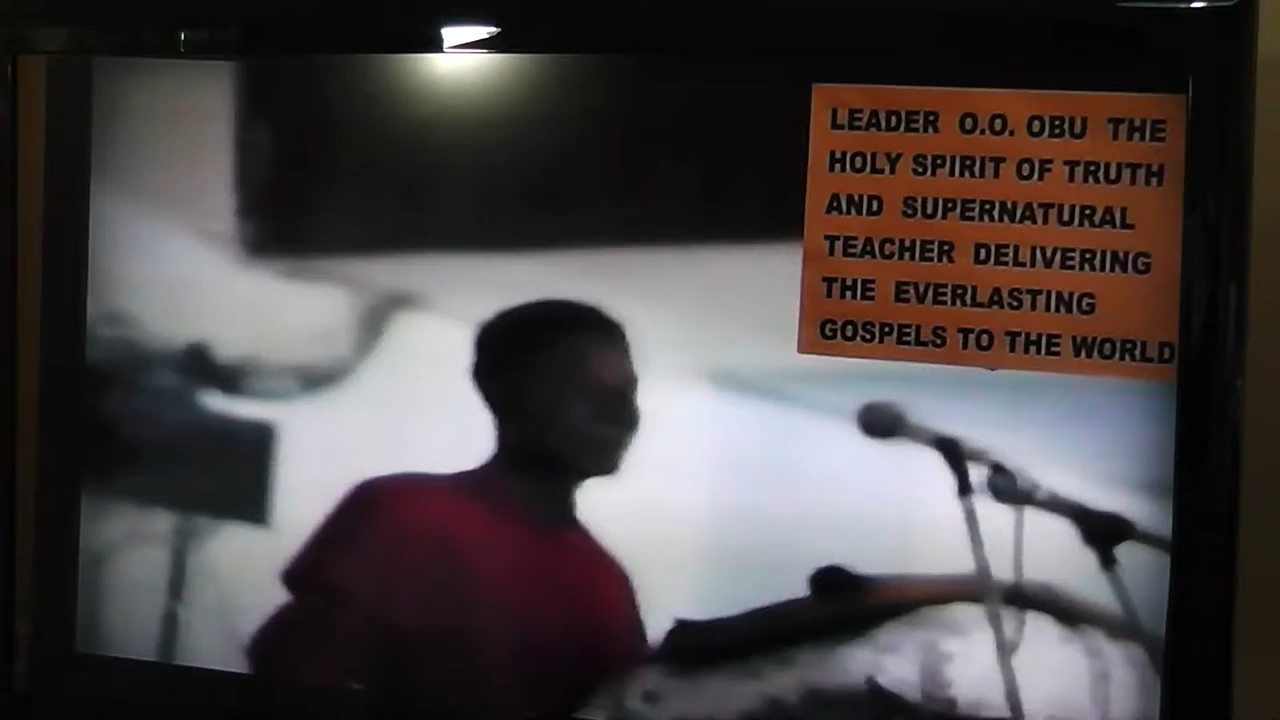 LEADER O.O. OBU THE
HOLY SPIRIT OF TRUTH
AND SUPERNATURAL
TEACHER DELIVERING
THE EVERLASTING
GOSPELS TO THE WORLD